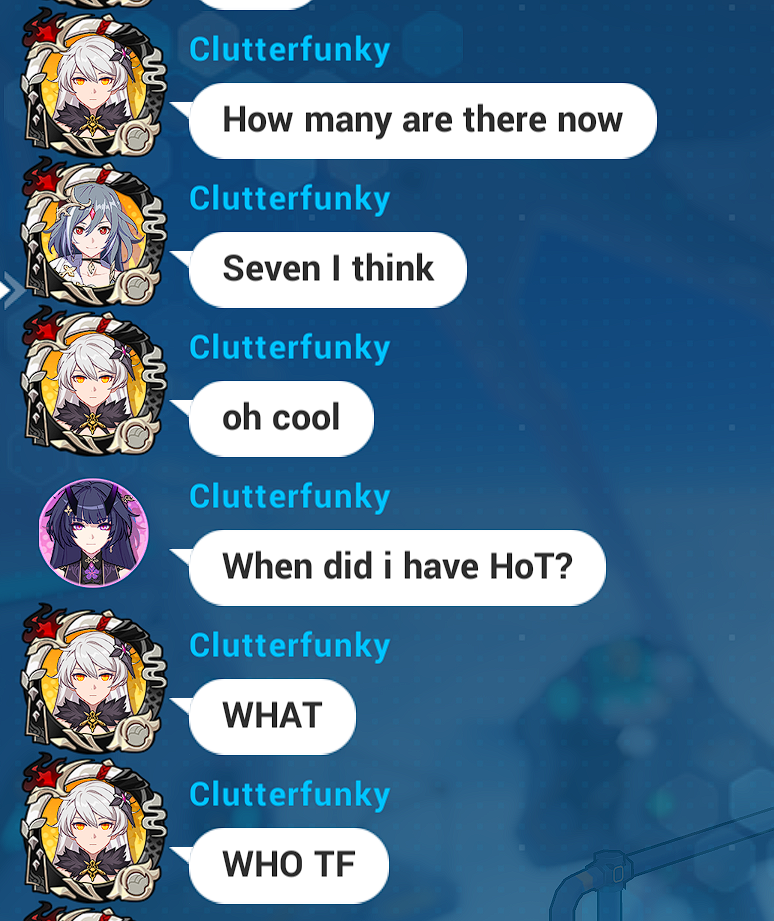 Clutterfunky
How many are there now
Clutterfunky
Seven I think
Clutterfunky
oh cool
Clutterfunky
When did i have HoT?
Clutterfunky
WHAT
Clutterfunky
WHO TF